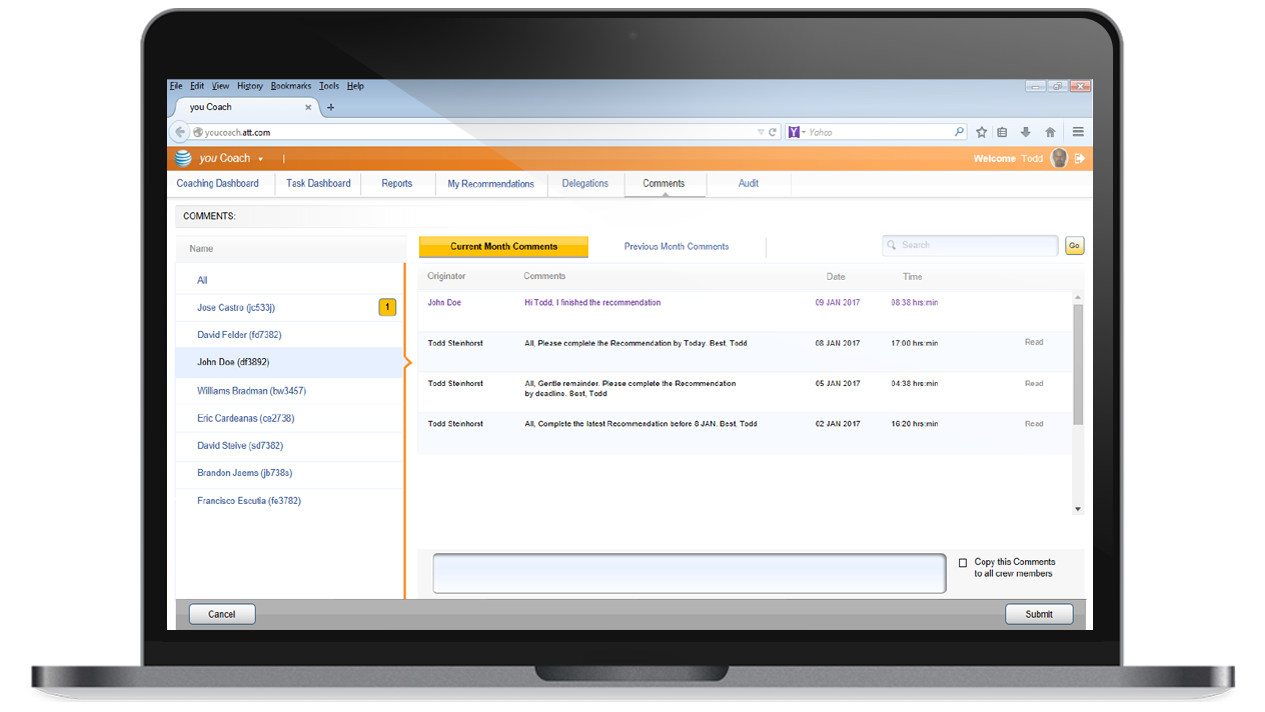 File Edit View History Bookmarks Tools Help
you Coach × +
youcoach.att.com Y Yahoo
you Coach | Welcome Todd
Coaching Dashboard Task Dashboard Reports My Recommendations Delegations Comments Audit
COMMENTS:
Name
All
Jose Castro (jc533j) 1
David Felder (fd7382)
John Doe (df3892)
Williams Bradman (bw3457)
Eric Cardeanas (ce2738)
David Stelve (sd7382)
Brandon Jaems (jb738s)
Francisco Escutia (fe3782)
Current Month Comments Previous Month Comments Search Go
Originator Comments Date Time
John Doe Hi Todd, I finished the recommendation 09 JAN 2017 08:38 hrs:min
Todd Steinhorst All, Please complete the Recommendation by Today. Best, Todd 08 JAN 2017 17:00 hrs:min Read
Todd Steinhorst All, Gentle remainder. Please complete the Recommendation 05 JAN 2017 04:38 hrs:min Read
by deadline. Best, Todd
Todd Steinhorst All, Complete the latest Recommendation before 8 JAN. Best, Todd 02 JAN 2017 16:20 hrs:min Read
Copy this Comments
to all crew members
Cancel Submit